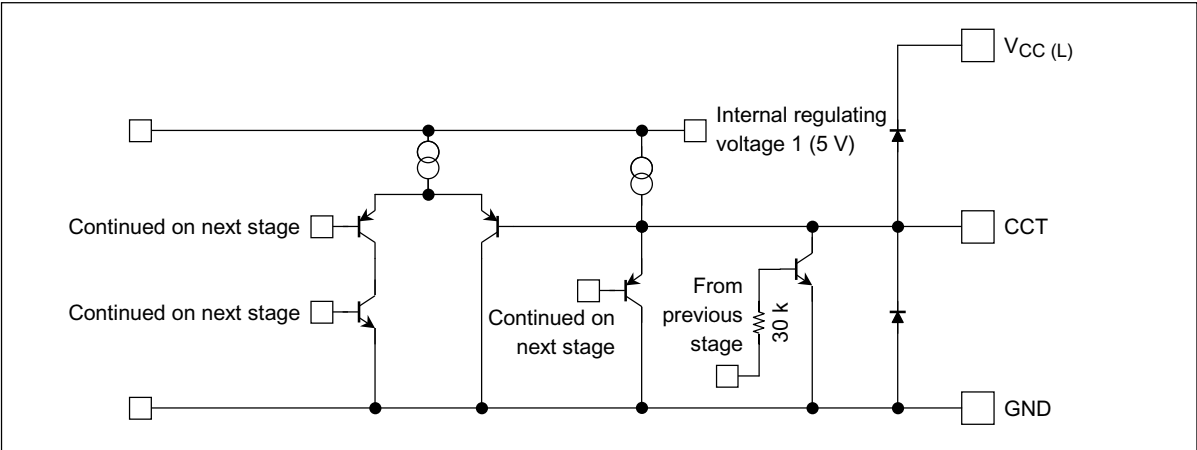 VCC (L)
Internal regulating
voltage 1 (5 V)
Continued on next stage
CCT
Continued on next stage
Continued on
next stage
From
previous
stage
30 k
GND